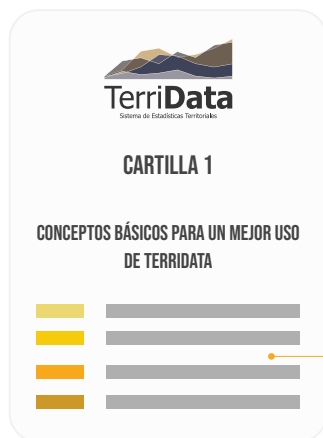 TerriData
Sistema de Estadísticas Territoriales
CARTILLA 1
CONCEPTOS BÁSICOS PARA UN MEJOR USO
DE TERRIDATA